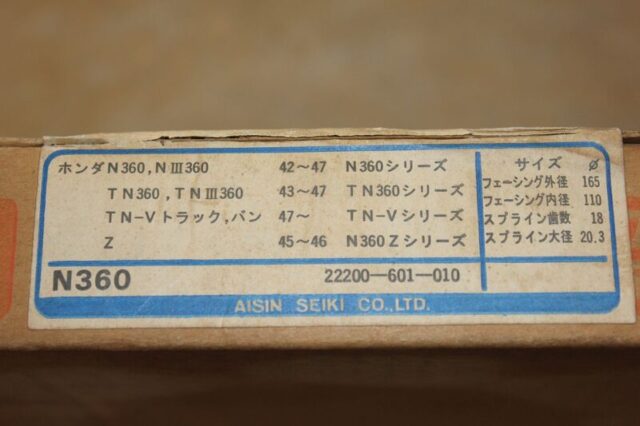 ホンダN360,NⅢ360 42～47 N360シリーズ
TN360,TNⅢ360 43～47 TN360シリーズ
TN-Vトラック,バン 47～ TN-Vシリーズ
Z 45～46 N360Zシリーズ
サイズ φ
フェーシング外径 165
フェーシング内径 110
スプライン歯数 18
スプライン大径 20.3
N360 22200-601-010
AISIN SEIKI CO.,LTD.